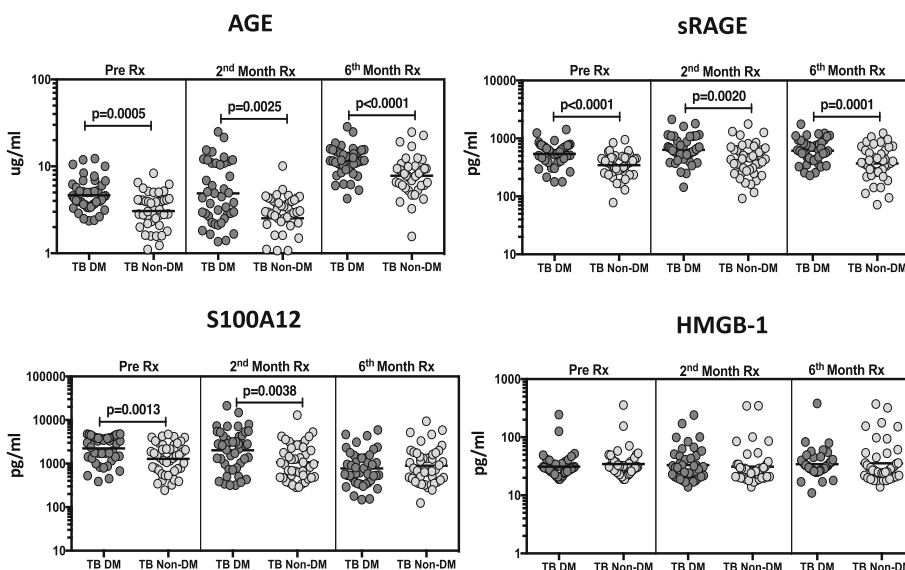 AGE
Pre Rx 2nd Month Rx 6th Month Rx
100
10
1
ug/ml
p=0.0005
p=0.0025
p<0.0001
TB DM TB Non-DM TB DM TB Non-DM TB DM TB Non-DM
sRAGE
Pre Rx 2nd Month Rx 6th Month Rx
10000
1000
100
10
pg/ml
p<0.0001
p=0.0020
p=0.0001
TB DM TB Non-DM TB DM TB Non-DM TB DM TB Non-DM
S100A12
Pre Rx 2nd Month Rx 6th Month Rx
100000
10000
1000
100
10
pg/ml
p=0.0013
p=0.0038
TB DM TB Non-DM TB DM TB Non-DM TB DM TB Non-DM
HMGB-1
Pre Rx 2nd Month Rx 6th Month Rx
1000
100
10
1
pg/ml
TB DM TB Non-DM TB DM TB Non-DM TB DM TB Non-DM